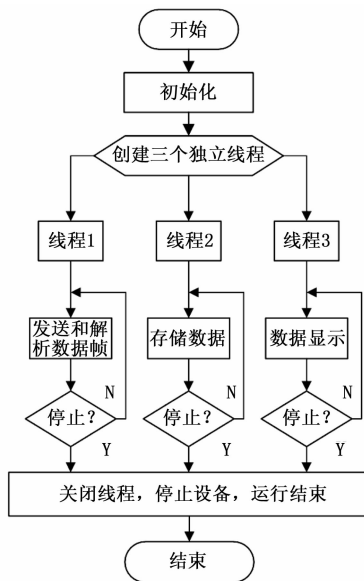 开始
初始化
创建三个独立线程
线程1
线程2
线程3
发送和解
析数据帧
存储数据
数据显示
N
N
N
停止？
停止？
停止？
Y
Y
Y
关闭线程，停止设备，运行结束
结束